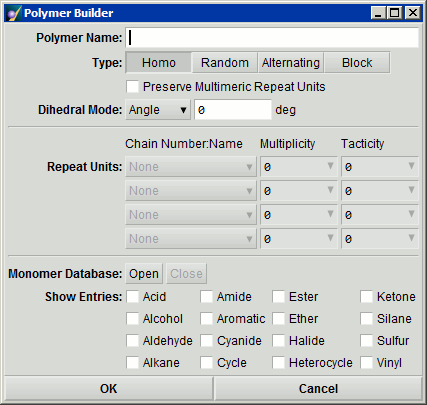 Polymer Builder
Polymer Name:
Type: Homo Random Alternating Block
Preserve Multimeric Repeat Units
Dihedral Mode: Angle 0 deg
Chain Number:Name Multiplicity Tacticity
Repeat Units: None 0 0
None 0 0
None 0 0
None 0 0
Monomer Database: Open Close
Show Entries: Acid Amide Ester Ketone
Alcohol Aromatic Ether Silane
Aldehyde Cyanide Halide Sulfur
Alkane Cycle Heterocycle Vinyl
OK Cancel